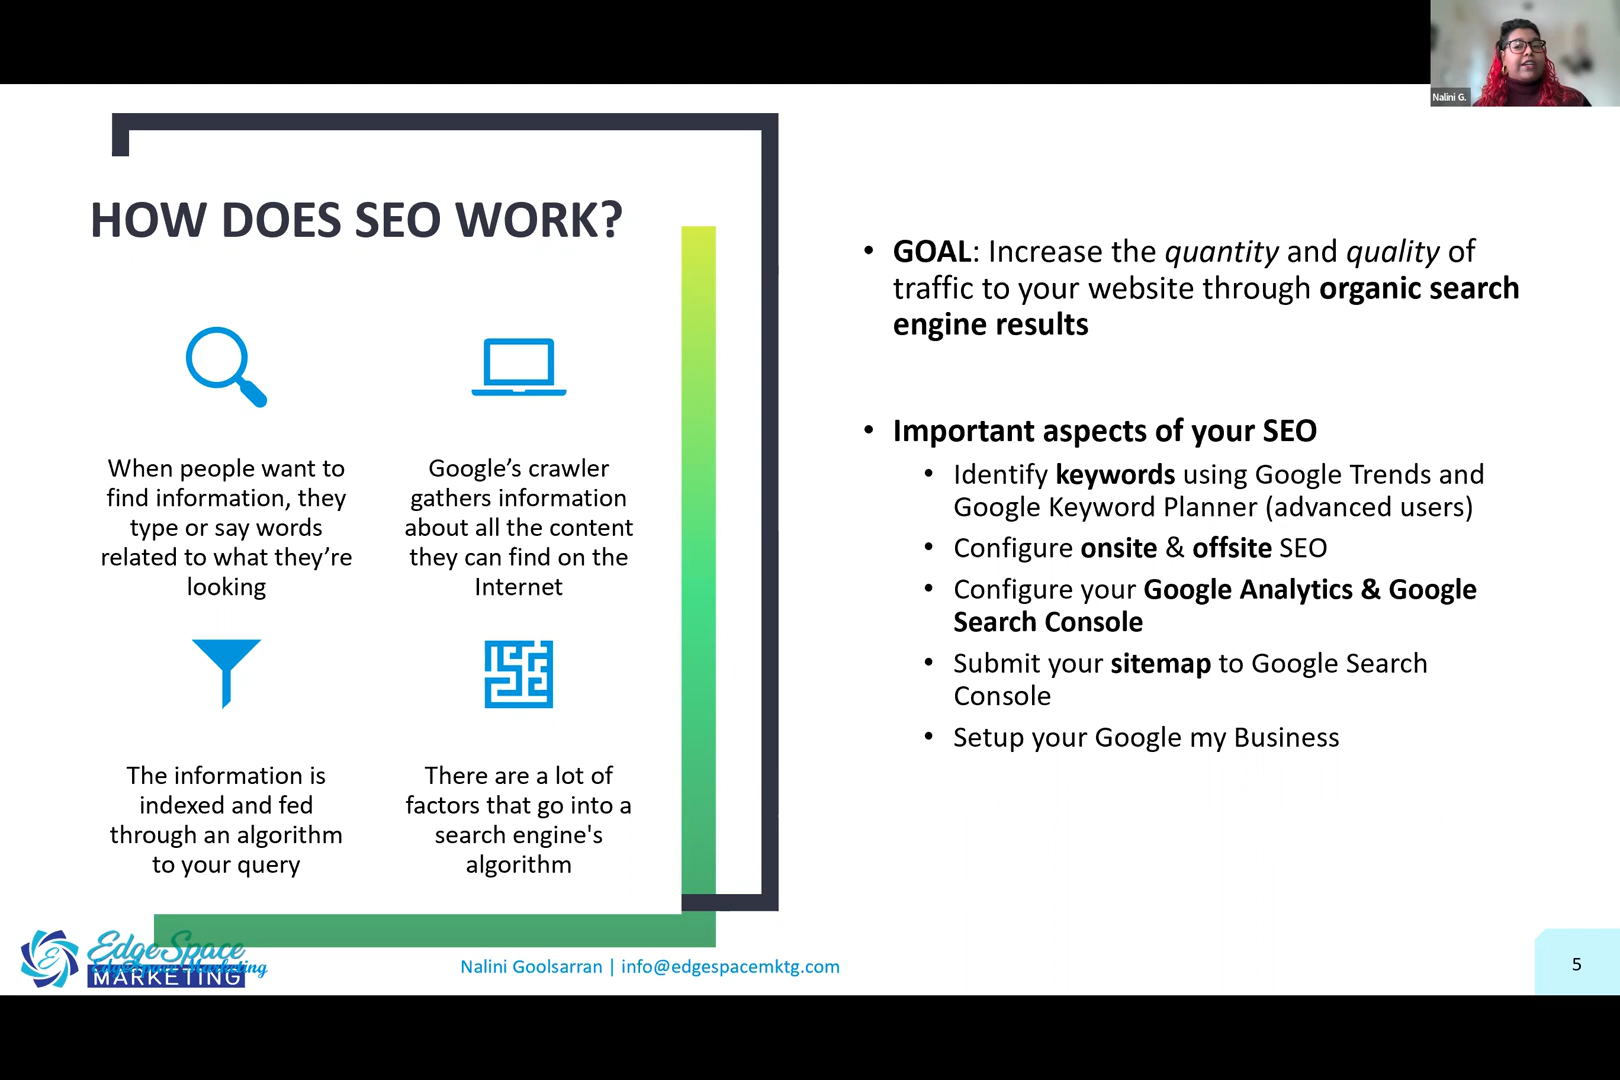 Nalini G.
HOW DOES SEO WORK?
When people want to
find information, they
type or say words
related to what they're
looking
Google's crawler
gathers information
about all the content
they can find on the
Internet
The information is
indexed and fed
through an algorithm
to your query
There are a lot of
factors that go into a
search engine's
algorithm
• GOAL: Increase the quantity and quality of
traffic to your website through organic search
engine results
• Important aspects of your SEO
• Identify keywords using Google Trends and
Google Keyword Planner (advanced users)
• Configure onsite & offsite SEO
• Configure your Google Analytics & Google
Search Console
• Submit your sitemap to Google Search
Console
• Setup your Google my Business
E
EdgeSpace
EdgeSpace Marketing
MARKETING
Nalini Goolsarran | info@edgespacemktg.com
5